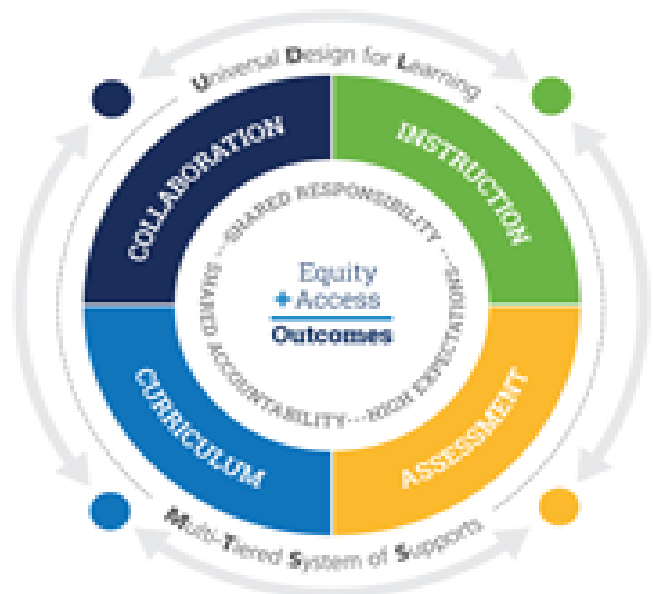 Universal Design for Learning
COLLABORATION
INSTRUCTION
SHARED RESPONSIBILITY
HIGH EXPECTATIONS
SHARED ACCOUNTABILITY
Equity
+ Access
Outcomes
CURRICULUM
ASSESSMENT
Multi-Tiered System of Supports